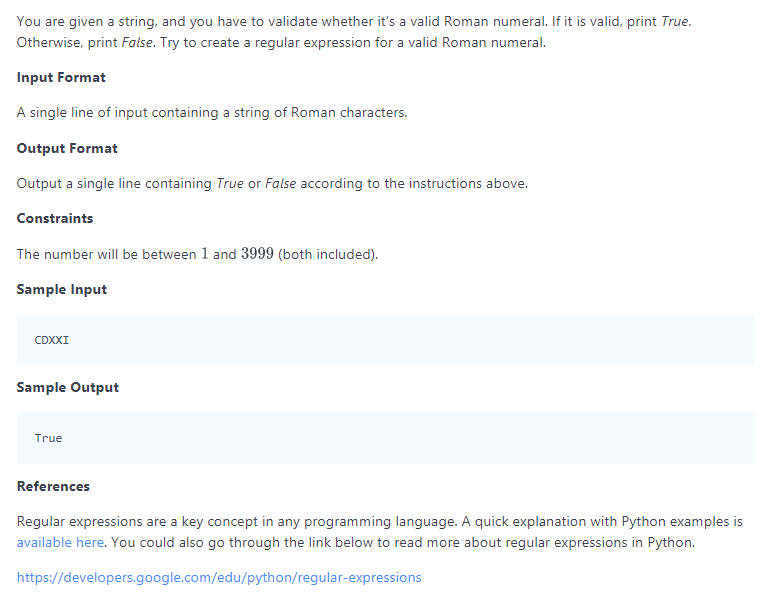 You are given a string, and you have to validate whether it's a valid Roman numeral. If it is valid, print True.
Otherwise, print False. Try to create a regular expression for a valid Roman numeral.
Input Format
A single line of input containing a string of Roman characters.
Output Format
Output a single line containing True or False according to the instructions above.
Constraints
The number will be between 1 and 3999 (both included).
Sample Input
CDXXI
Sample Output
True
References
Regular expressions are a key concept in any programming language. A quick explanation with Python examples is
available here. You could also go through the link below to read more about regular expressions in Python.
https://developers.google.com/edu/python/regular-expressions